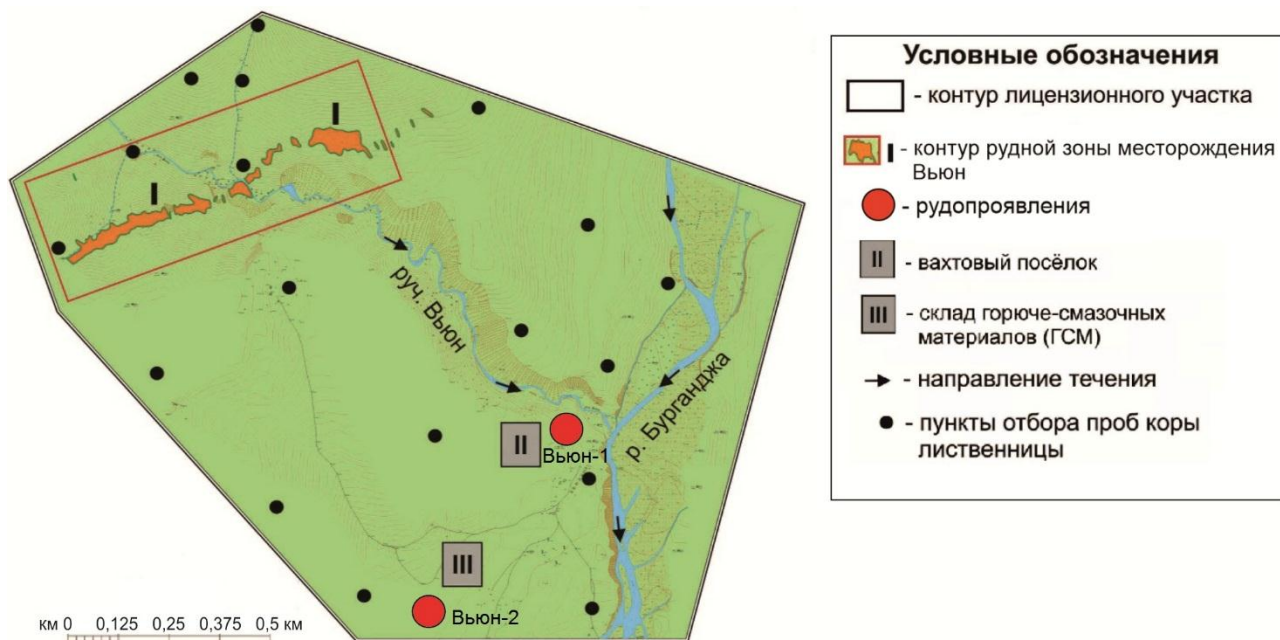 I
I
руч. Вьюн
р. Бурганджа
II
Вьюн-1
III
Вьюн-2
км 0 0,125 0,25 0,375 0,5 км
Условные обозначения
- контур лицензионного участка
I - контур рудной зоны месторождения
Вьюн
- рудопроявления
II - вахтовый посёлок
III - склад горюче-смазочных
материалов (ГСМ)
- направление течения
- пункты отбора проб коры
лиственницы